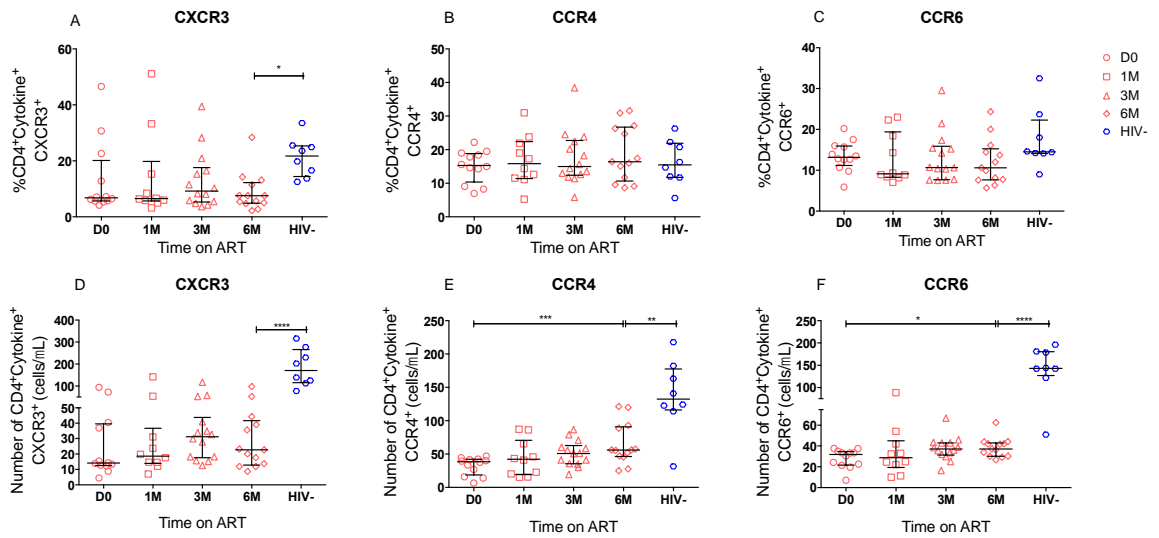 A
CXCR3
%CD4⁺Cytokine⁺
CXCR3⁺
60
40
20
0
*
D0 1M 3M 6M HIV-
Time on ART
B
CCR4
%CD4⁺Cytokine⁺
CCR4⁺
50
40
30
20
10
0
D0 1M 3M 6M HIV-
Time on ART
C
CCR6
%CD4⁺Cytokine⁺
CCR6⁺
40
30
20
10
0
D0 1M 3M 6M HIV-
Time on ART
D0
1M
3M
6M
HIV-
D
CXCR3
Number of CD4⁺Cytokine⁺
CXCR3⁺ (cells/mL)
400
300
200
100
50
40
30
20
10
0
****
D0 1M 3M 6M HIV-
Time on ART
E
CCR4
Number of CD4⁺Cytokine⁺
CCR4⁺ (cells/mL)
250
200
150
100
50
0
*** **
D0 1M 3M 6M HIV-
Time on ART
F
CCR6
Number of CD4⁺Cytokine⁺
CCR6⁺ (cells/mL)
250
200
150
100
60
40
20
0
* ****
D0 1M 3M 6M HIV-
Time on ART